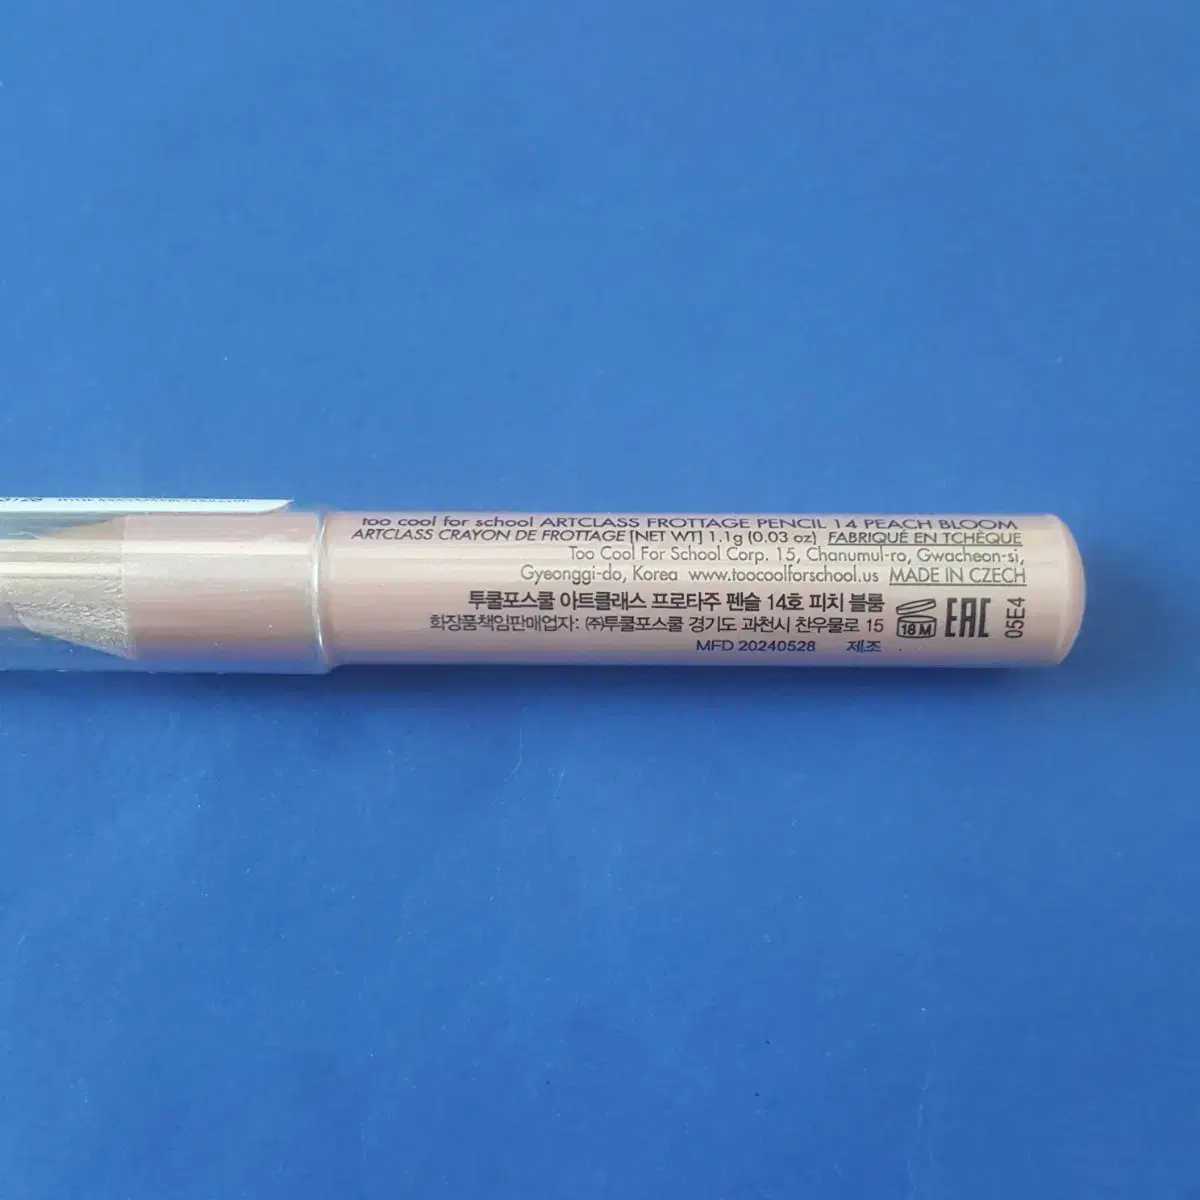 too cool for school ARTCLASS FROTTAGE PENCIL 14 PEACH BLOOM
ARTCLASS CRAYON DE FROTTAGE [NET WT] 1.1g (0.03 oz) FABRIQUÉ EN TCHÈQUE
Too Cool For School Corp. 15, Chanumul-ro, Gwacheon-si,
Gyeonggi-do, Korea www.toocoolforschool.us MADE IN CZECH
투쿨포스쿨 아트클래스 프로타주 펜슬 14호 피치 블룸
화장품책임판매업자: ㈜투쿨포스쿨 경기도 과천시 찬우물로 15
MFD 20240528 제조
18 M
EAC
05E4